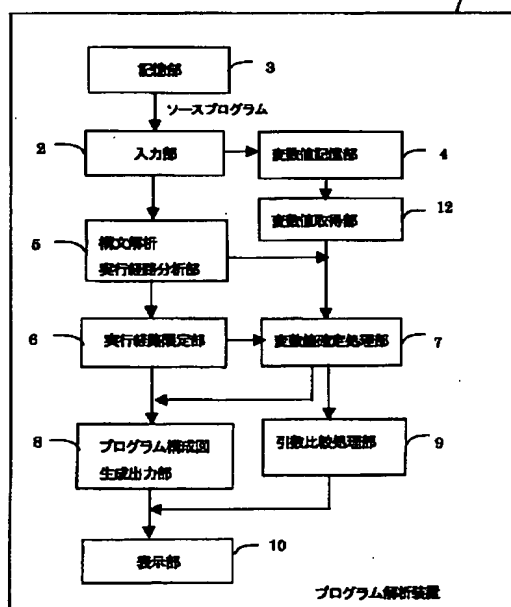 記憶部
3
ソースプログラム
2
入力部
変数値記憶部
4
変数値取得部
12
5
構文解析
実行経路分析部
6
実行経路限定部
変数値確定処理部
7
8
プログラム構成図
生成出力部
引数比較処理部
9
表示部
10
プログラム解析装置